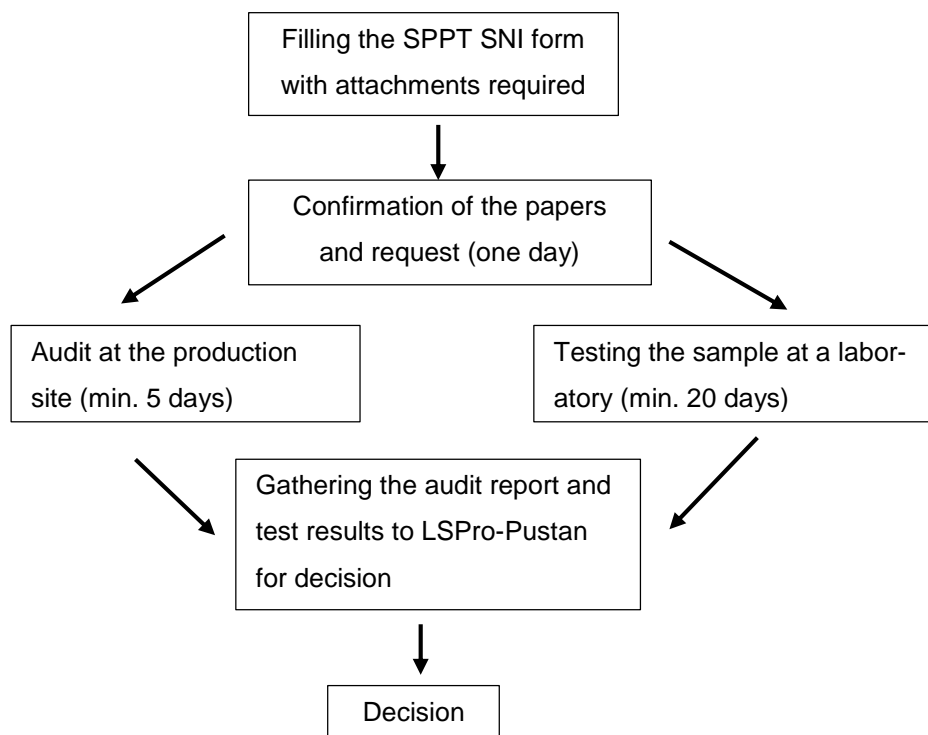 Filling the SPPT SNI form
with attachments required
Confirmation of the papers
and request (one day)
Audit at the production
site (min. 5 days)
Testing the sample at a labor-
atory (min. 20 days)
Gathering the audit report and
test results to LSPro-Pustan
for decision
Decision